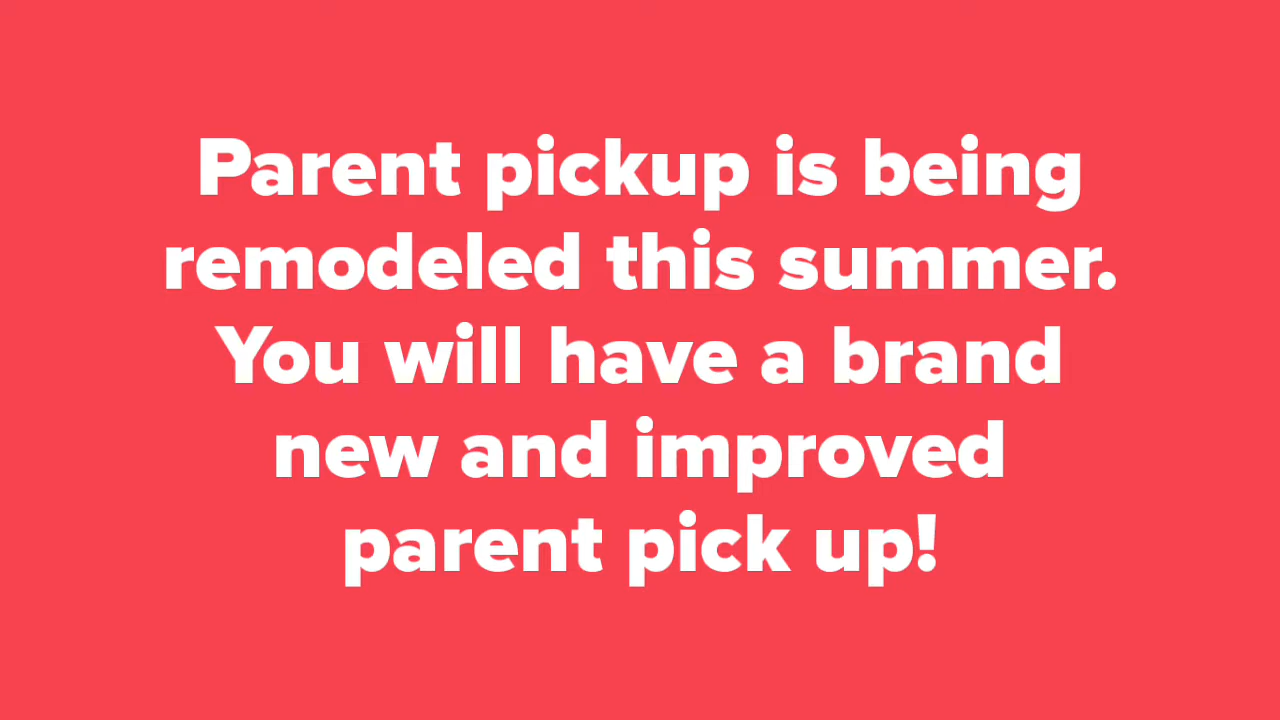 Parent pickup is being
remodeled this summer.
You will have a brand
new and improved
parent pick up!